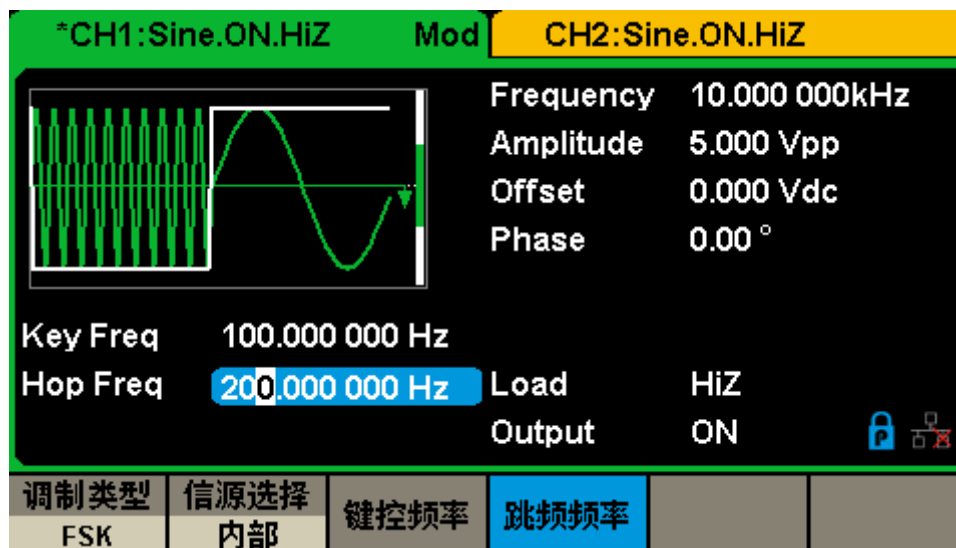 *CH1:Sine.ON.HiZ Mod CH2:Sine.ON.HiZ
Frequency 10.000 000kHz
Amplitude 5.000 Vpp
Offset 0.000 Vdc
Phase 0.00 °
Key Freq 100.000 000 Hz
Hop Freq 200.000 000 Hz Load HiZ
Output ON P
调制类型 信源选择 键控频率 跳频频率
FSK 内部